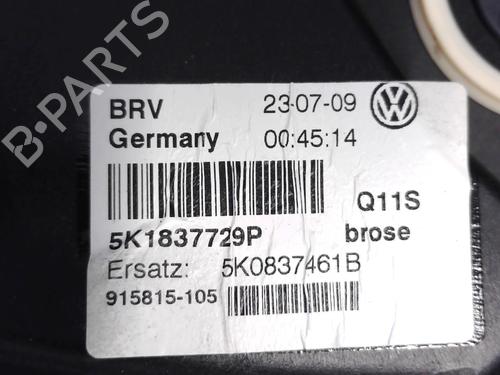 BRV 23-07-09
Germany 00:45:14
Q11S
5K1837729P brose
Ersatz: 5K0837461B
915815-105
B-PARTS